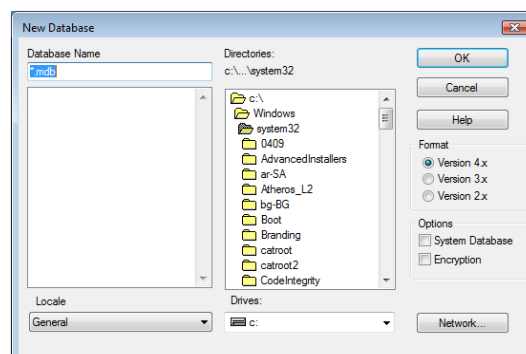 New Database
Database Name
*.mdb
Directories:
c:\...\system32
c:\
Windows
system32
0409
AdvancedInstallers
ar-SA
Atheros_L2
bg-BG
Boot
Branding
catroot
catroot2
CodeIntegrity
OK
Cancel
Help
Format
Version 4.x
Version 3.x
Version 2.x
Options
System Database
Encryption
Locale
General
Drives:
c:
Network...